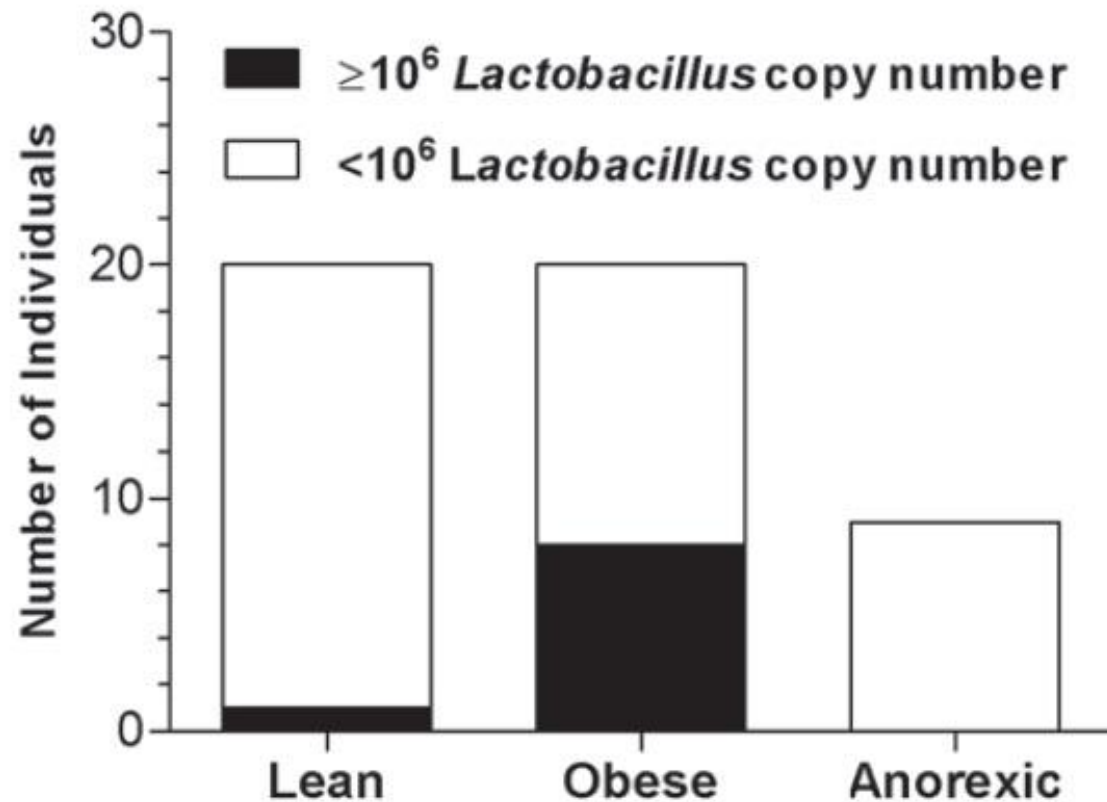 30
20
10
0
Number of Individuals
≥10⁶ Lactobacillus copy number
<10⁶ Lactobacillus copy number
Lean Obese Anorexic